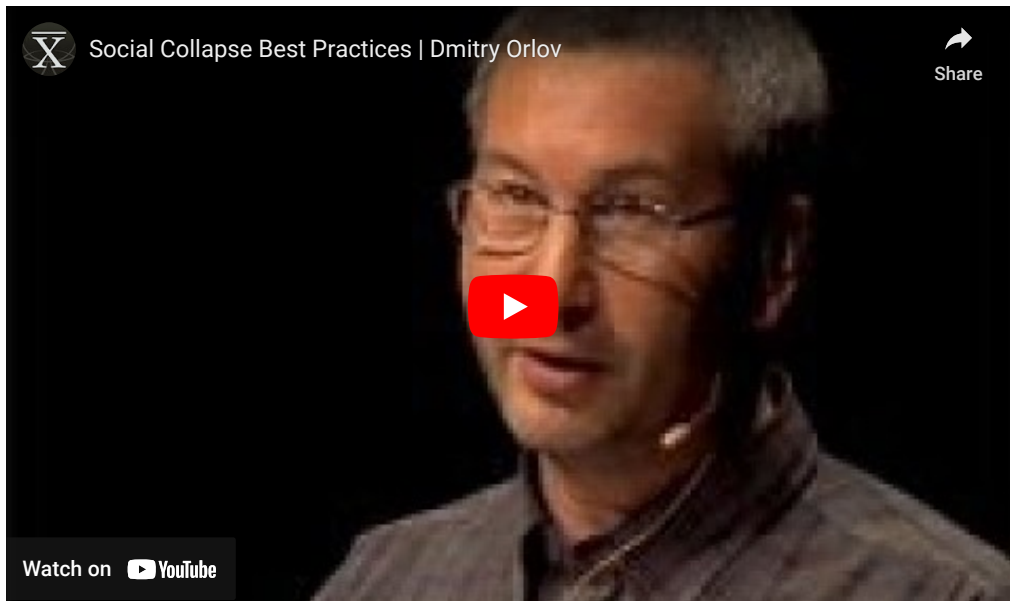 X
Social Collapse Best Practices | Dmitry Orlov
Share
Watch on YouTube